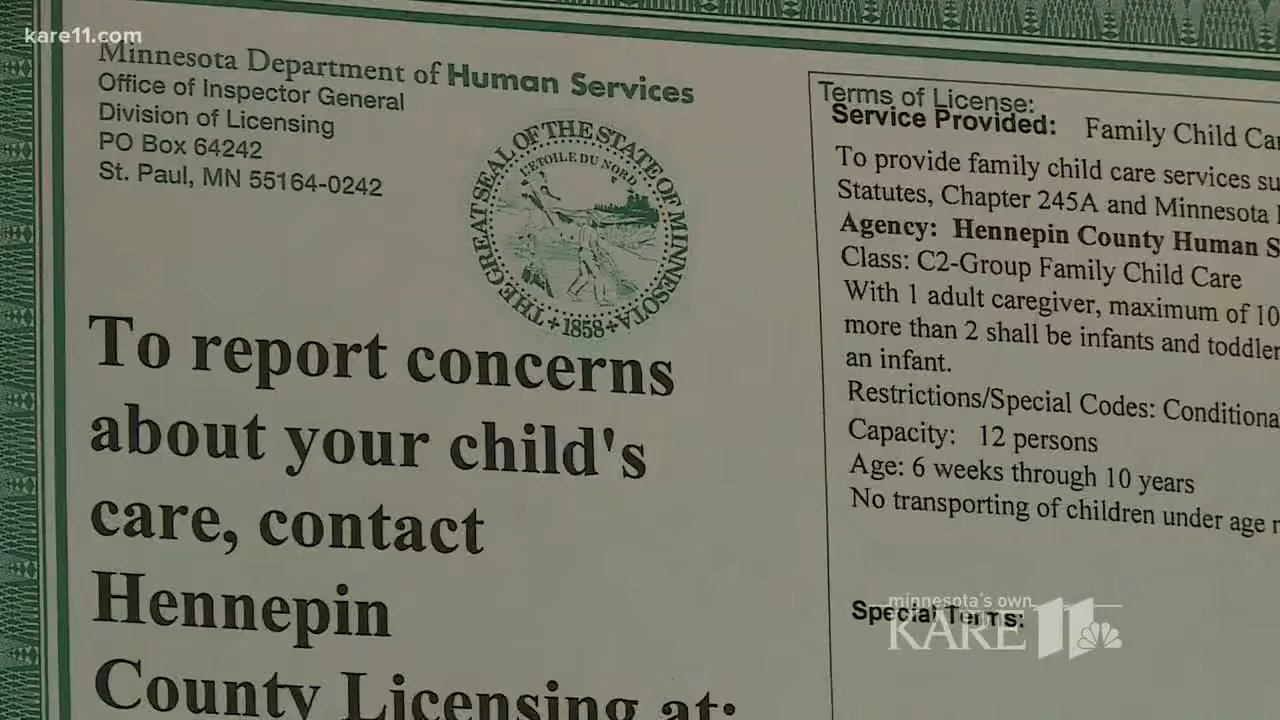 kare11.com
Minnesota Department of Human Services
Office of Inspector General
Division of Licensing
PO Box 64242
St. Paul, MN 55164-0242
THE GREAT SEAL OF THE STATE OF MINNESOTA
L'ETOILE DU NORD
1858
To report concerns
about your child's
care, contact
Hennepin
County Licensing at:
Terms of License:
Service Provided: Family Child
To provide family child care services
Statutes, Chapter 245A and Minnesota
Agency: Hennepin County Human
Class: C2-Group Family Child Care
With 1 adult caregiver, maximum of 10
more than 2 shall be infants and
an infant.
Restrictions/Special Codes:
Capacity: 12 persons
Age: 6 weeks through 10 years
No transporting of children under age
Special Terms:
minnesota's own
KARE 11